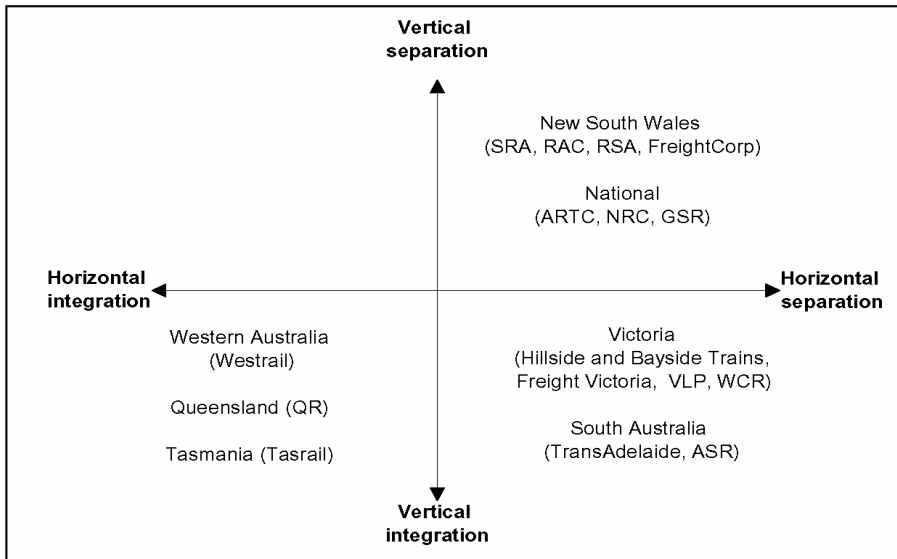 Vertical
separation
New South Wales
(SRA, RAC, RSA, FreightCorp)
National
(ARTC, NRC, GSR)
Horizontal
integration
Horizontal
separation
Western Australia
(Westrail)
Queensland (QR)
Tasmania (Tasrail)
Victoria
(Hillside and Bayside Trains,
Freight Victoria, VLP, WCR)
South Australia
(TransAdelaide, ASR)
Vertical
integration